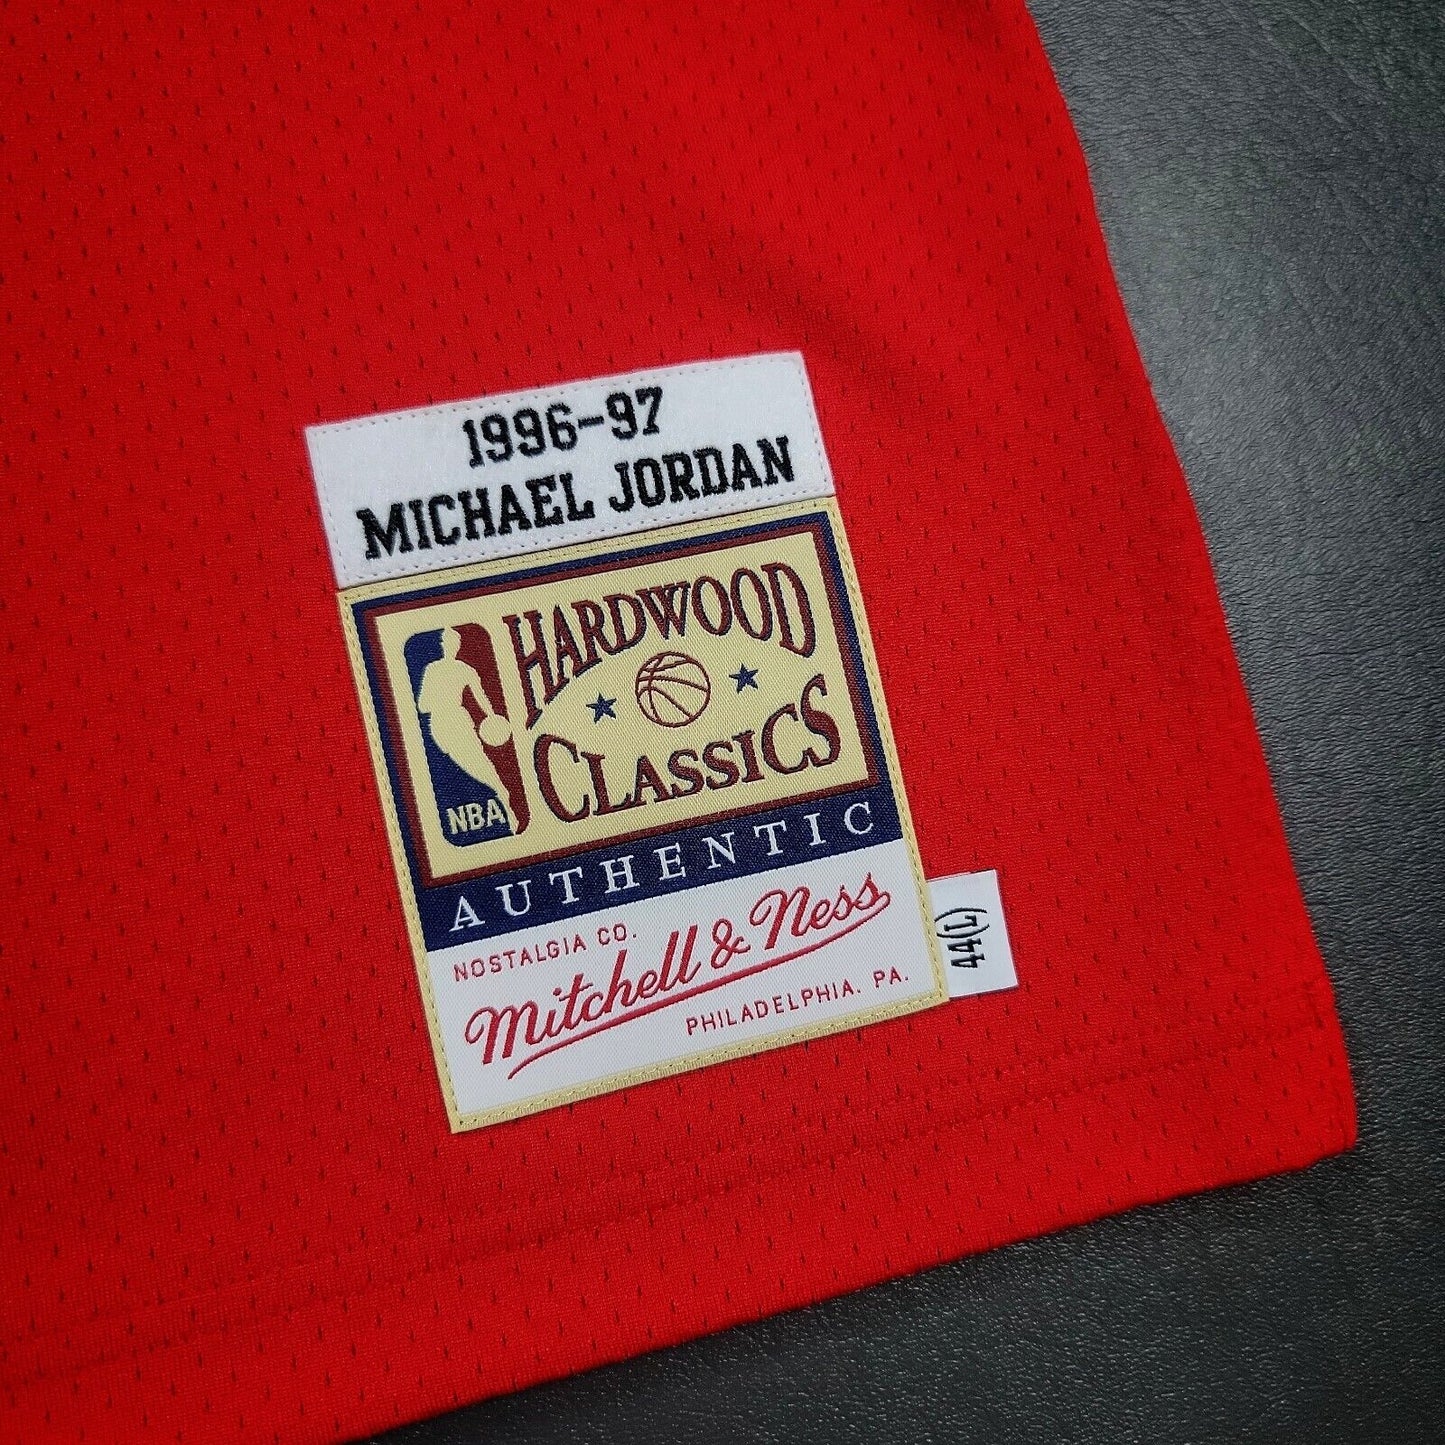 1996-97
MICHAEL JORDAN
HARDWOOD
CLASSICS
NBA
AUTHENTIC
NOSTALGIA CO.
Mitchell & Ness
PHILADELPHIA. PA.
44(L)